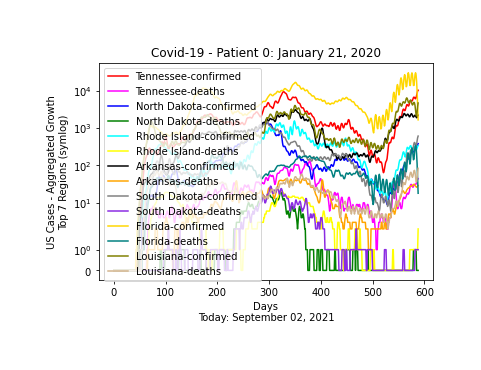 Covid-19 - Patient 0: January 21, 2020
US Cases - Aggregated Growth
Top 7 Regions (symlog)
10⁴
10³
10²
10¹
10⁰
0
Tennessee-confirmed
Tennessee-deaths
North Dakota-confirmed
North Dakota-deaths
Rhode Island-confirmed
Rhode Island-deaths
Arkansas-confirmed
Arkansas-deaths
South Dakota-confirmed
South Dakota-deaths
Florida-confirmed
Florida-deaths
Louisiana-confirmed
Louisiana-deaths
0 100 200 300 400 500 600
Days
Today: September 02, 2021